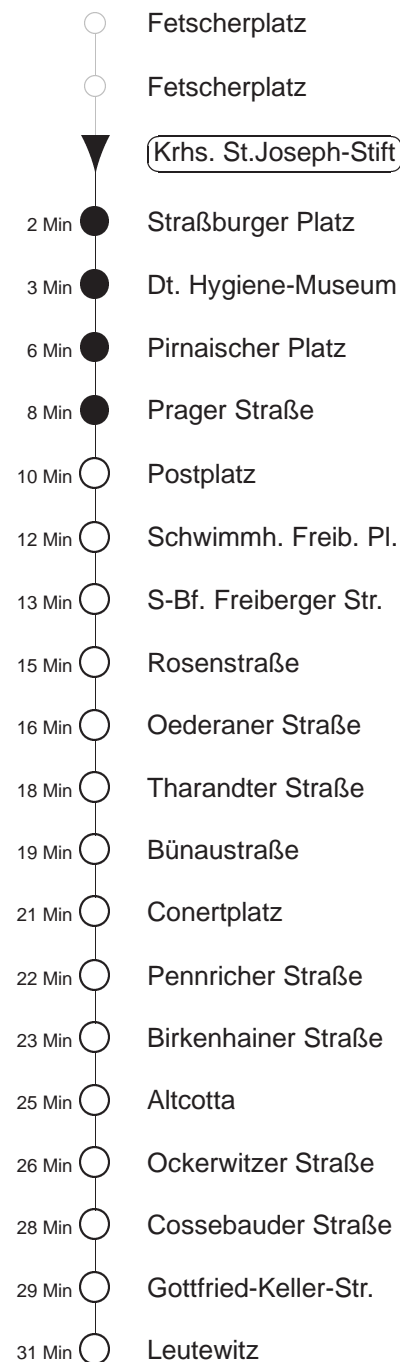 Fetscherplatz
Fetscherplatz
Krhs. St.Joseph-Stift
2 Min Straßburger Platz
3 Min Dt. Hygiene-Museum
6 Min Pirnaischer Platz
8 Min Prager Straße
10 Min Postplatz
12 Min Schwimmh. Freib. Pl.
13 Min S-Bf. Freiberger Str.
15 Min Rosenstraße
16 Min Oederaner Straße
18 Min Tharandter Straße
19 Min Bünaustraße
21 Min Conertplatz
22 Min Pennricher Straße
23 Min Birkenhainer Straße
25 Min Altcotta
26 Min Ockerwitzer Straße
28 Min Cossebauder Straße
29 Min Gottfried-Keller-Str.
31 Min Leutewitz